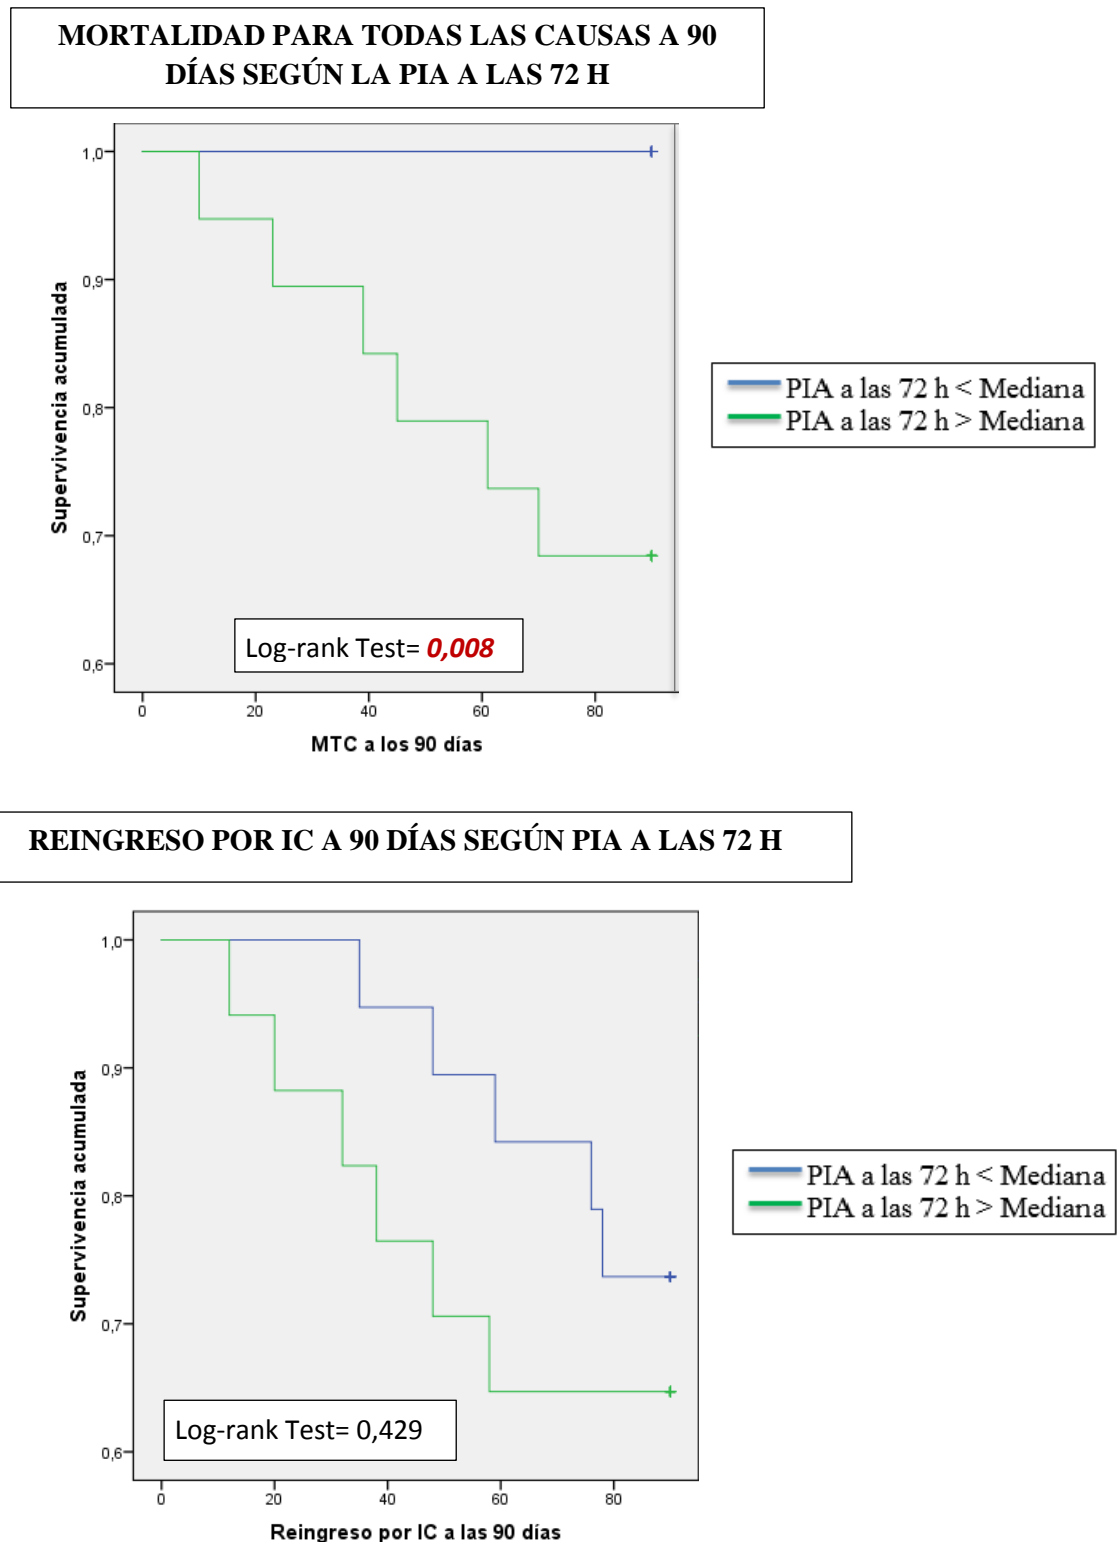 MORTALIDAD PARA TODAS LAS CAUSAS A 90
DÍAS SEGÚN LA PIA A LAS 72 H
1,0
0,9
0,8
0,7
0,6
Supervivencia acumulada
Log-rank Test= 0,008
0 20 40 60 80
MTC a los 90 días
PIA a las 72 h < Mediana
PIA a las 72 h > Mediana
REINGRESO POR IC A 90 DÍAS SEGÚN PIA A LAS 72 H
1,0
0,9
0,8
0,7
0,6
Supervivencia acumulada
Log-rank Test= 0,429
0 20 40 60 80
Reingreso por IC a las 90 días
PIA a las 72 h < Mediana
PIA a las 72 h > Mediana